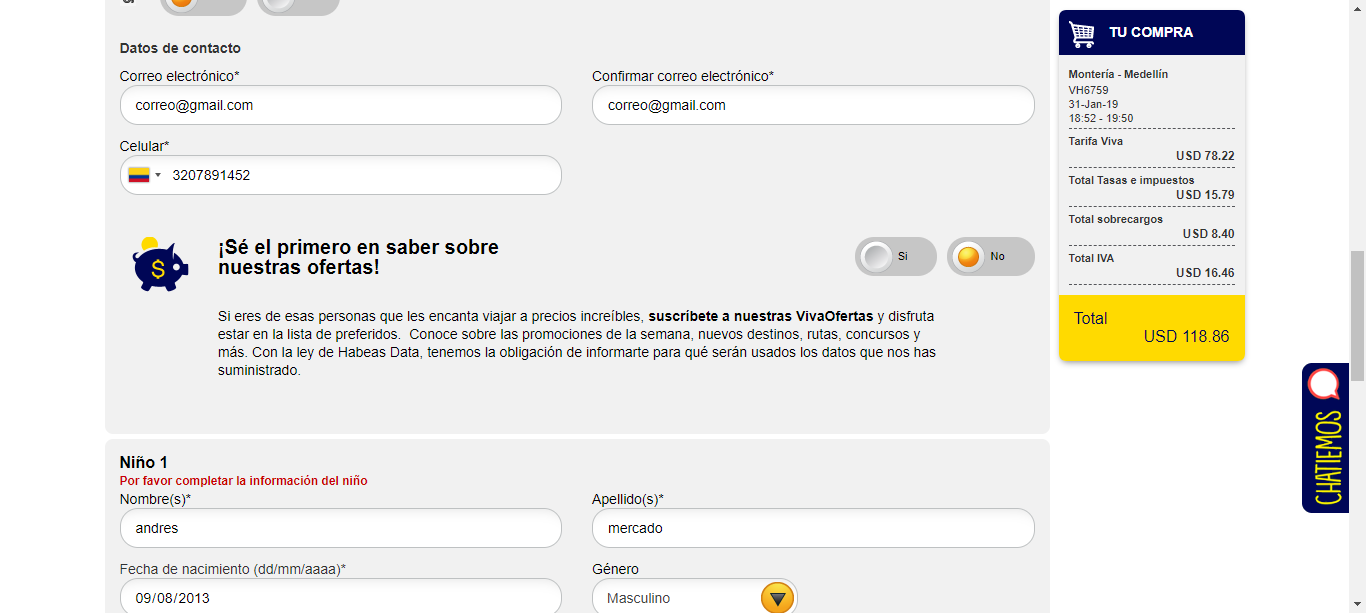 Datos de contacto
Correo electrónico*
Confirmar correo electrónico*
correo@gmail.com
correo@gmail.com
Celular*
3207891452
¡Sé el primero en saber sobre
nuestras ofertas!
Si
No
Si eres de esas personas que les encanta viajar a precios increíbles, suscríbete a nuestras VivaOfertas y disfruta
estar en la lista de preferidos. Conoce sobre las promociones de la semana, nuevos destinos, rutas, concursos y
más. Con la ley de Habeas Data, tenemos la obligación de informarte para qué serán usados los datos que nos has
suministrado.
Niño 1
Por favor completar la información del niño
Nombre(s)*
Apellido(s)*
andres
mercado
Fecha de nacimiento (dd/mm/aaaa)*
Género
09/08/2013
Masculino
TU COMPRA
Montería - Medellín
VH6759
31-Jan-19
18:52 - 19:50
Tarifa Viva
USD 78.22
Total Tasas e impuestos
USD 15.79
Total sobrecargos
USD 8.40
Total IVA
USD 16.46
Total
USD 118.86
CHATIEMOS